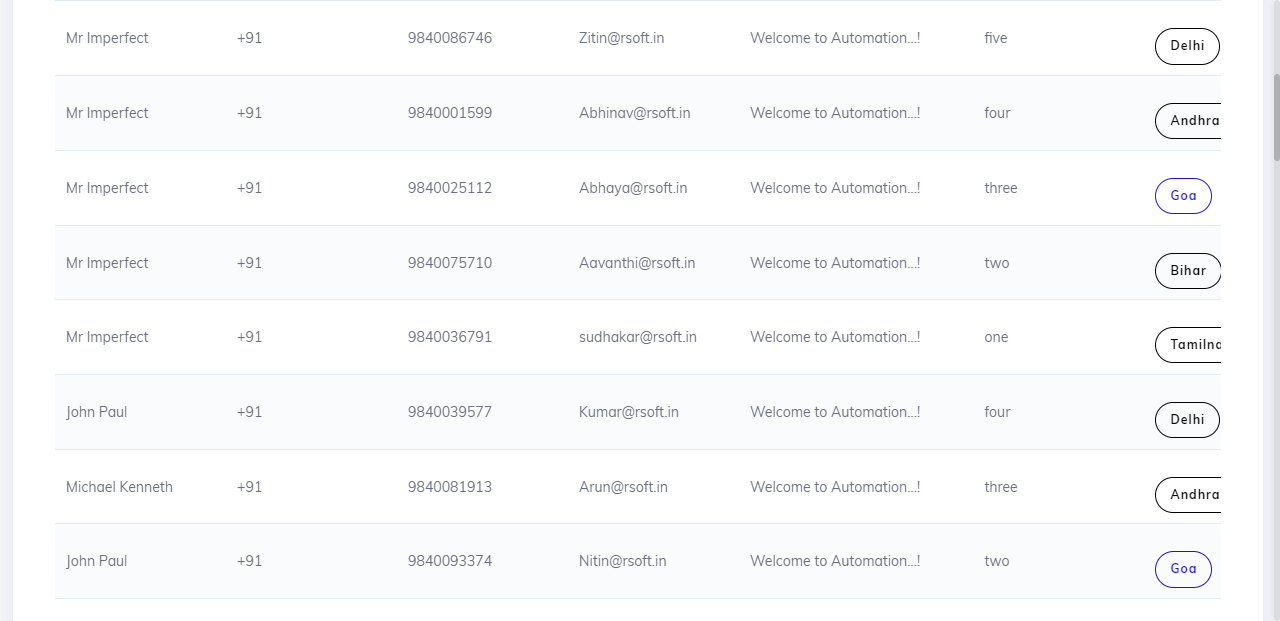 Mr Imperfect +91 9840086746 Zitin@rsoft.in Welcome to Automation...! five Delhi
Mr Imperfect +91 9840001599 Abhinav@rsoft.in Welcome to Automation...! four Andhra
Mr Imperfect +91 9840025112 Abhaya@rsoft.in Welcome to Automation...! three Goa
Mr Imperfect +91 9840075710 Aavanthi@rsoft.in Welcome to Automation...! two Bihar
Mr Imperfect +91 9840036791 sudhakar@rsoft.in Welcome to Automation...! one
John Paul +91 9840039577 Kumar@rsoft.in Welcome to Automation...! four Delhi
Michael Kenneth +91 9840081913 Arun@rsoft.in Welcome to Automation...! three Andhra
John Paul +91 9840093374 Nitin@rsoft.in Welcome to Automation...! two Goa